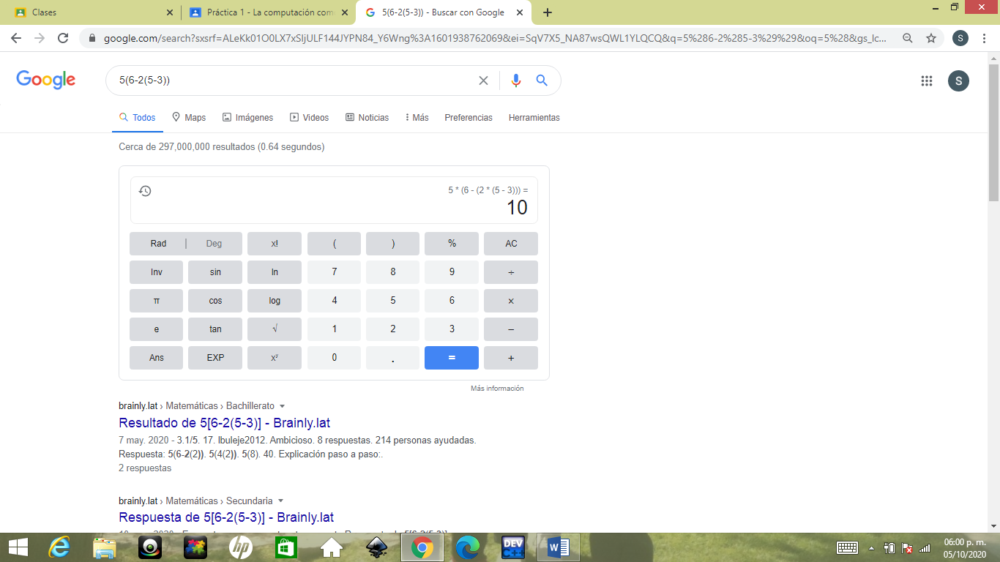 Clases
Práctica 1 - La computación com
5(6-2(5-3)) - Buscar con Google
google.com/search?sxsrf=ALeKk01O0LX7xSIjULF144JYPN84_Y6Wng%3A1601938762069&ei=SqV7X5_NA87wsQWL1YLQCQ&q=5%286-2%285-3%29%29&oq=5%28&gs_lc...
S
Google
5(6-2(5-3))
S
Todos Maps Imágenes Videos Noticias Más Preferencias Herramientas
Cerca de 297,000,000 resultados (0.64 segundos)
5 * (6 - (2 * (5 - 3))) =
10
Rad | Deg x! ( ) % AC
Inv sin ln 7 8 9 ÷
π cos log 4 5 6 ×
e tan √ 1 2 3 −
Ans EXP xʸ 0 . = +
Más información
brainly.lat › Matemáticas › Bachillerato
Resultado de 5[6-2(5-3)] - Brainly.lat
7 may. 2020 - 3.1/5. 17. lbuleje2012. Ambicioso. 8 respuestas. 214 personas ayudadas.
Respuesta: 5(6-2(2)). 5(4(2)). 5(8). 40. Explicación paso a paso:.
2 respuestas
brainly.lat › Matemáticas › Secundaria
Respuesta de 5[6-2(5-3)] - Brainly.lat
hp
DEV
C++
W
06:00 p. m.
05/10/2020